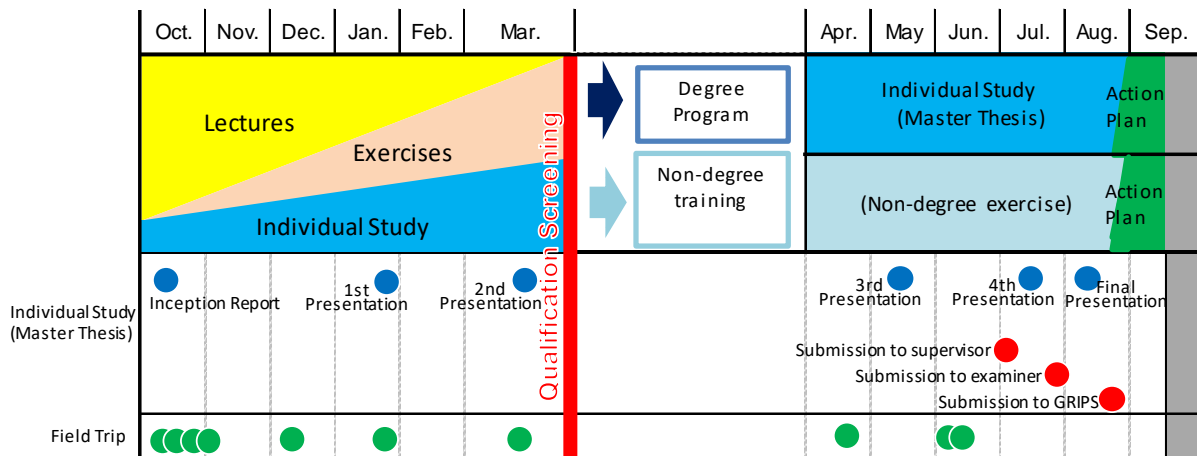 Oct.
Nov.
Dec.
Jan.
Feb.
Mar.
Apr.
May
Jun.
Jul.
Aug.
Sep.
Lectures
Exercises
Individual Study
Qualification Screening
Degree
Program
Non-degree
training
Individual Study
(Master Thesis)
Action
Plan
(Non-degree exercise)
Action
Plan
Individual Study
(Master Thesis)
Inception Report
1st
Presentation
2nd
Presentation
3rd
Presentation
4th
Presentation
Final
Presentation
Submission to supervisor
Submission to examiner
Submission to GRIPS
Field Trip